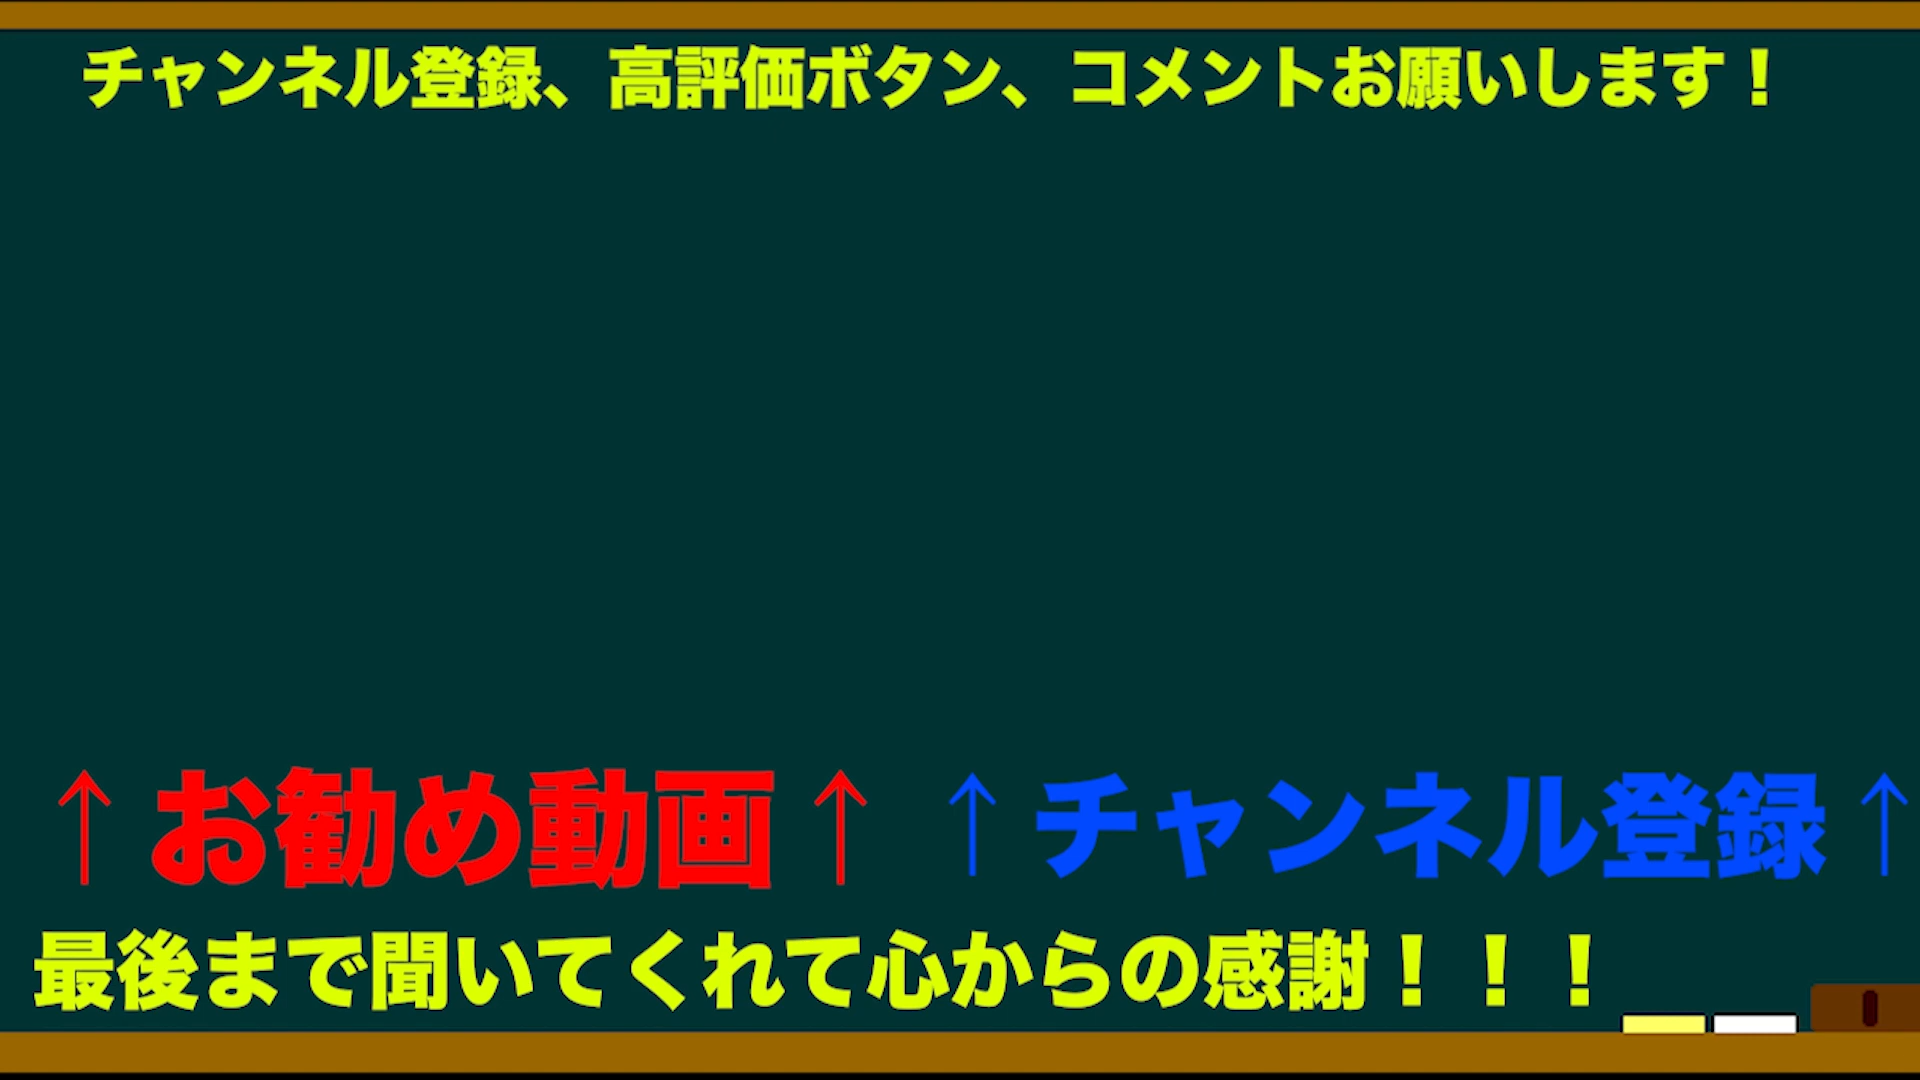 チャンネル登録、高評価ボタン、コメントお願いします！
↑お勧め動画↑ ↑チャンネル登録↑
最後まで聞いてくれて心からの感謝！！！